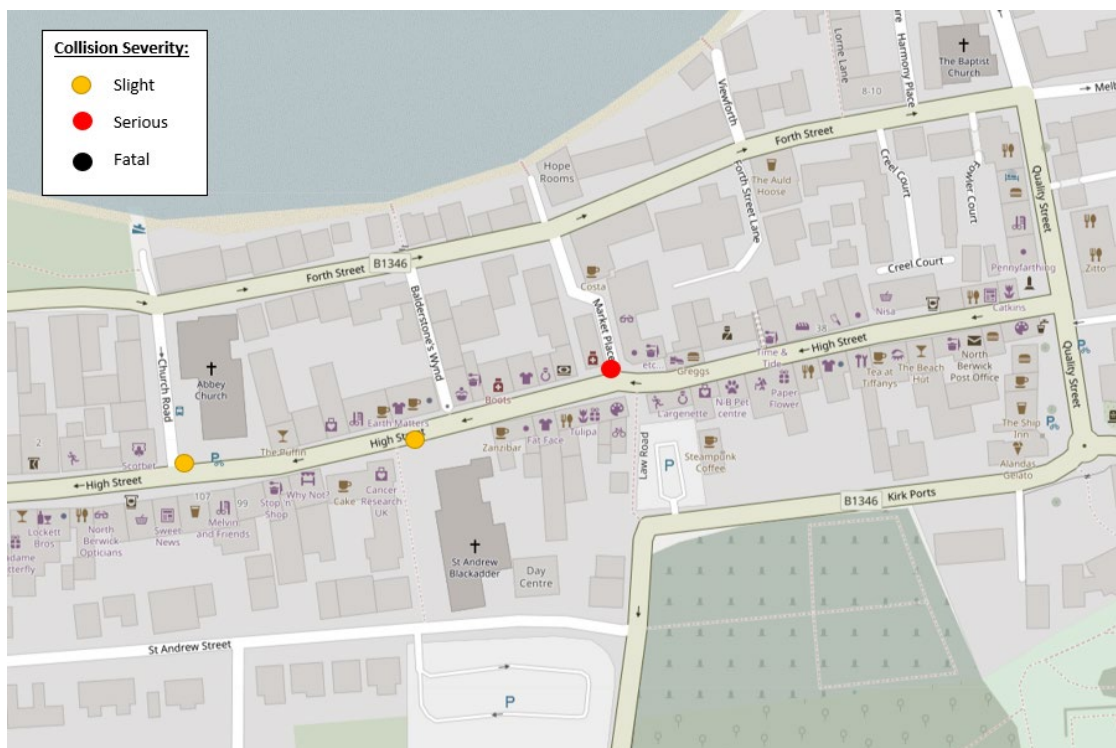 Collision Severity:
Slight
Serious
Fatal
The Baptist
Church
Lorne Lane
Harmony Place
8-10
Viewforth
Forth Street
Creel Court
Fowler Court
Quality Street
Hope
Rooms
The Auld
Hoose
Forth Street Lane
Creel Court
Pennyfarthing
Zitto
Forth Street
B1346
Costa
Market Place
Balderstone's Wynd
Nisa
Catkins
38
High Street
Time &
Tide
etc.
Greggs
Church Road
Abbey
Church
Boots
Earth Matters
Tea at
Tiffanys
The Beach
Hut
North
Berwick
Post Office
Quality Street
N-B Pet
centre
Paper
Flower
Largenette
Tulipa
Fat Face
Zanzibar
High Street
The Puffin
Law Road
Steampunk
Coffee
P
The Ship
Inn
Alandas
Gelato
2
Scotbet
P
High Street
107
99
Why Not?
Stop 'n'
Shop
Cake
Cancer
Research
UK
Melvin
and Friends
Sweet
News
North
Berwick
Opticians
Lockett
Bros
B1346
Kirk Ports
St Andrew
Blackadder
Day
Centre
St Andrew Street
P